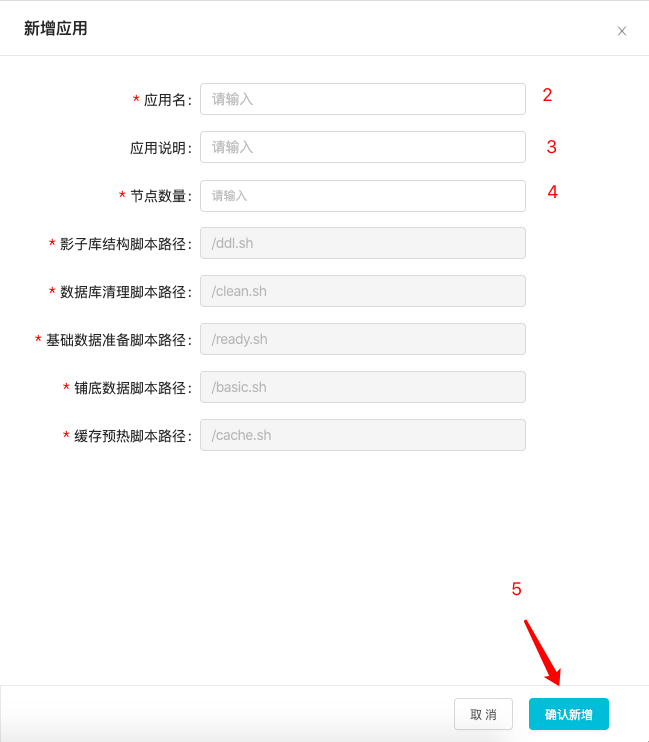 新增应用
* 应用名: 请输入 2
应用说明: 请输入 3
* 节点数量: 请输入 4
* 影子库结构脚本路径: /ddl.sh
* 数据库清理脚本路径: /clean.sh
* 基础数据准备脚本路径: /ready.sh
* 铺底数据脚本路径: /basic.sh
* 缓存预热脚本路径: /cache.sh
5
取 消 确认新增